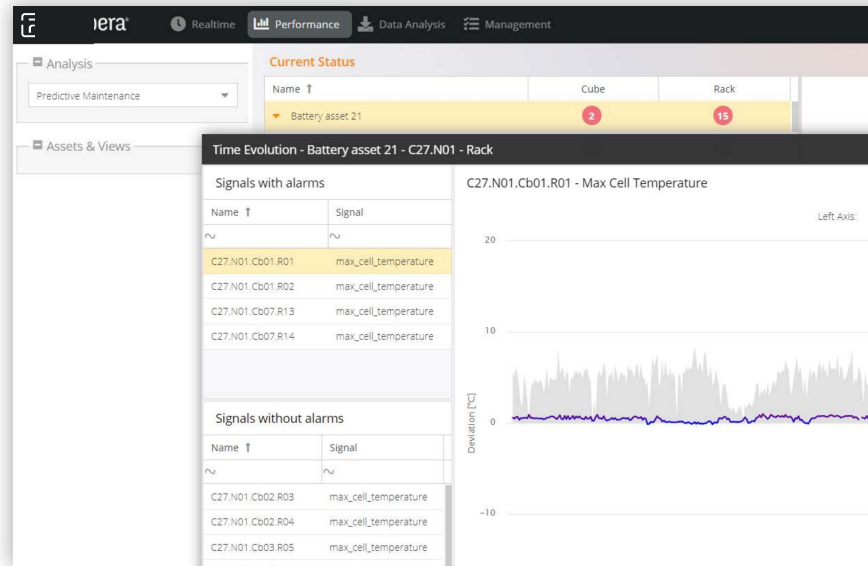 era® Realtime Performance Data Analysis Management
Analysis
Predictive Maintenance
Assets & Views
Current Status
Name ↑ Cube Rack
Battery asset 21 2 15
Time Evolution - Battery asset 21 - C27.N01 - Rack
Signals with alarms
Name ↑ Signal
C27.N01.Cb01.R01 max_cell_temperature
C27.N01.Cb01.R02 max_cell_temperature
C27.N01.Cb07.R13 max_cell_temperature
C27.N01.Cb07.R14 max_cell_temperature
Signals without alarms
Name ↑ Signal
C27.N01.Cb02.R03 max_cell_temperature
C27.N01.Cb02.R04 max_cell_temperature
C27.N01.Cb03.R05 max_cell_temperature
C27.N01.Cb01.R01 - Max Cell Temperature
Left Axis:
20
10
0
-10
Deviation [°C]